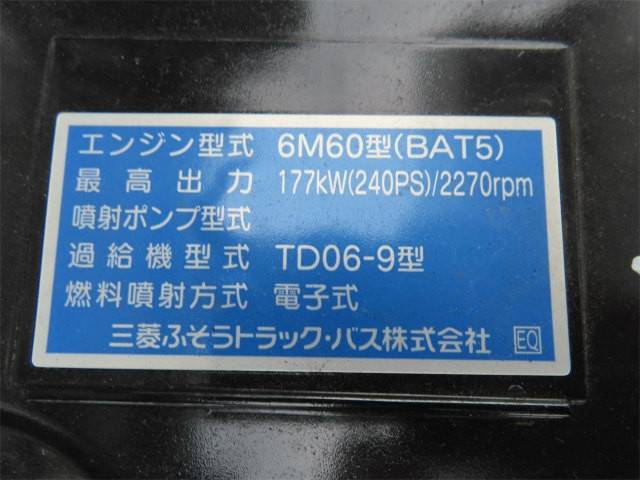 エンジン型式 6M60型(BAT5)
最高出力 177kW(240PS)/2270rpm
噴射ポンプ型式
過給機型式 TD06-9型
燃料噴射方式 電子式
三菱ふそうトラック・バス株式会社 EQ